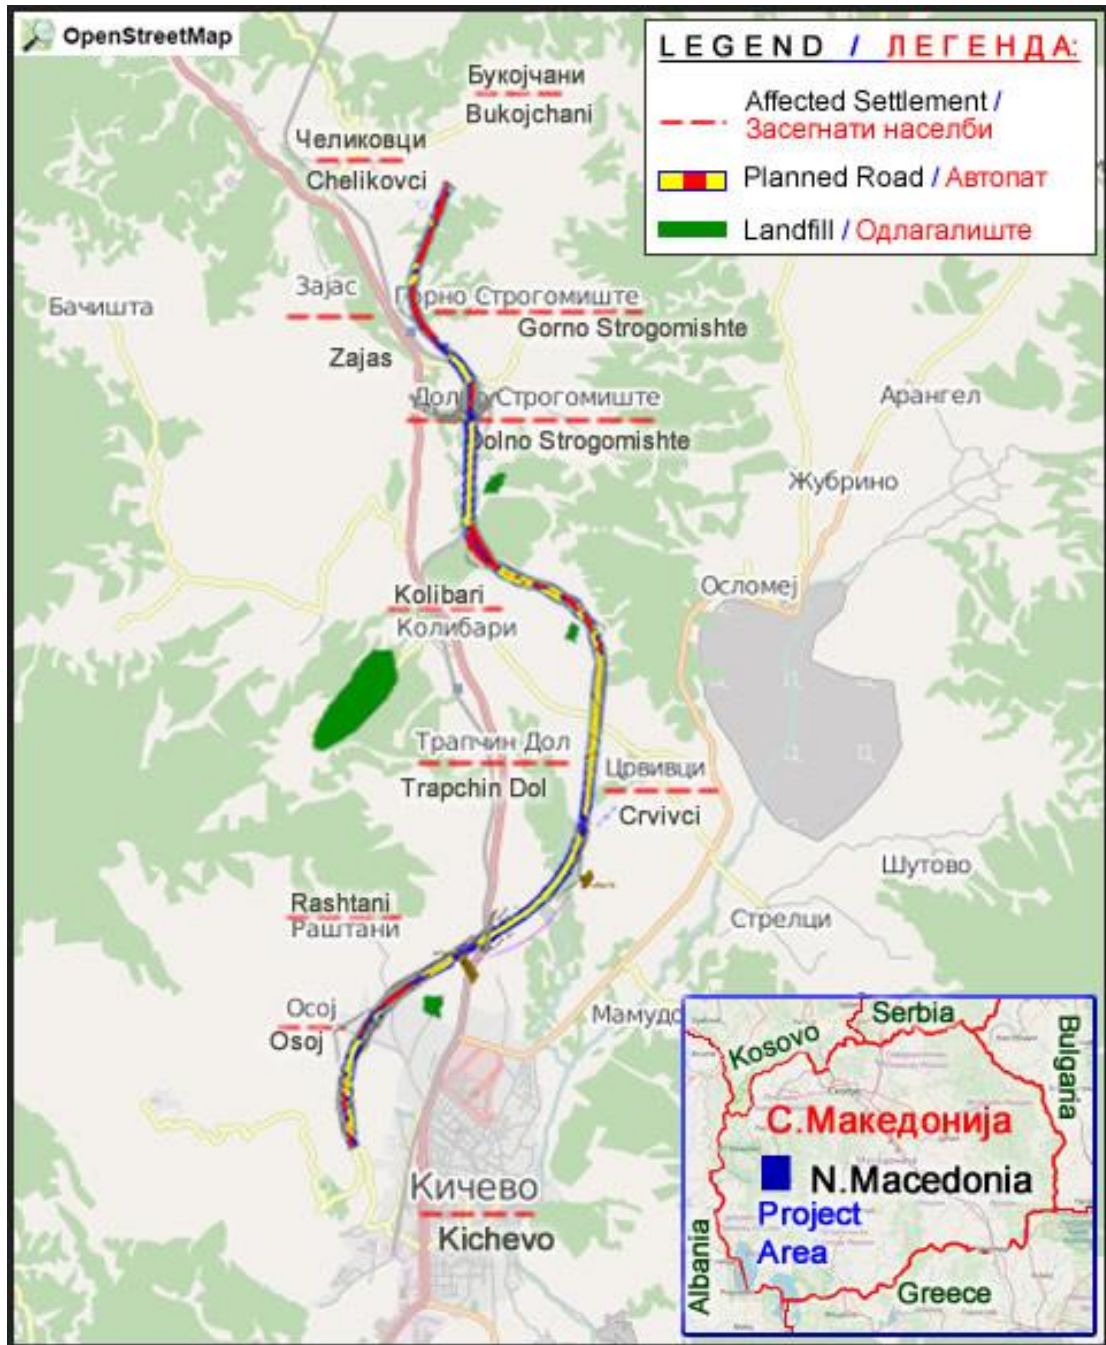 OpenStreetMap
LEGEND / ЛЕГЕНДА:
Affected Settlement /
Засегнати населби
Planned Road / Автопат
Landfill / Одлагалиште
Букојчани
Bukojchani
Челиковци
Chelikovci
Зајас
Zajas
Бачишта
Горно Строгомиште
Gorno Strogomishte
Строгомиште
Dolno Strogomishte
Арангел
Жубрино
Осломеј
Kolibari
Колибари
Трапчин Дол
Trapchin Dol
Црвивци
Crvivci
Шутово
Стрелци
Rashtani
Раштани
Осој
Osoj
Мамудо
Кичево
Kichevo
Serbia
Kosovo
Bulgaria
С.Македонија
N.Macedonia
Project
Area
Albania
Greece